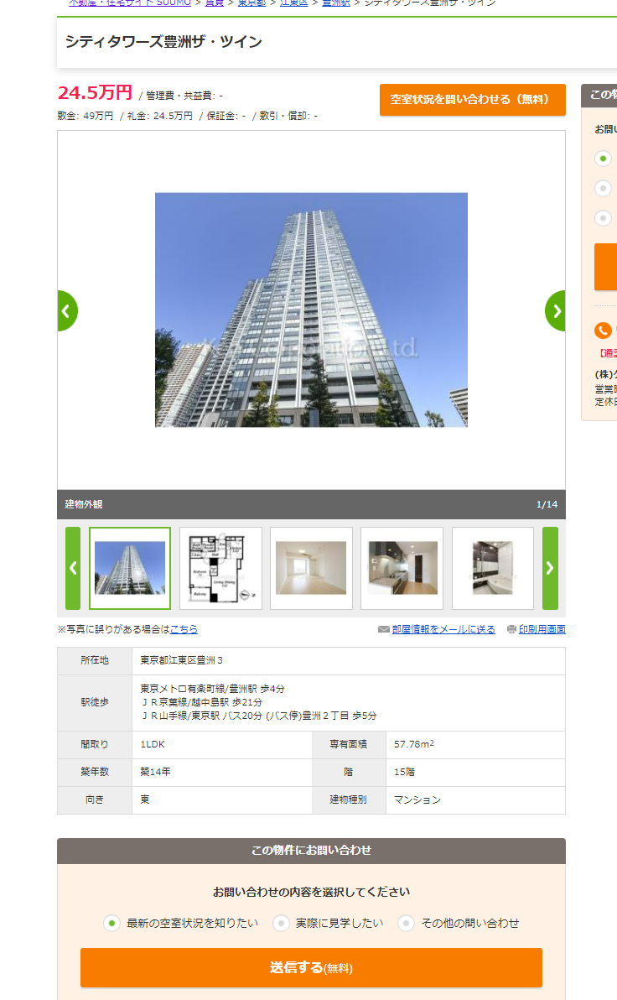 不動産・住宅サイト SUUMO > 賃貸 > 東京都 > 江東区 > 豊洲駅 > シティタワーズ豊洲ザ・ツイン
シティタワーズ豊洲ザ・ツイン
24.5万円 / 管理費・共益費: -
敷金: 49万円 / 礼金: 24.5万円 / 保証金: - / 敷引・償却: -
空室状況を問い合わせる（無料）
この物
お問い
Ltd.
建物外観 1/14
※写真に誤りがある場合はこちら
部屋情報をメールに送る 印刷用画面
所在地 東京都江東区豊洲３
駅徒歩 東京メトロ有楽町線/豊洲駅 歩4分
ＪＲ京葉線/越中島駅 歩21分
ＪＲ山手線/東京駅 バス20分 (バス停)豊洲２丁目 歩5分
間取り 1LDK 専有面積 57.78m2
築年数 築14年 階 15階
向き 東 建物種別 マンション
この物件にお問い合わせ
お問い合わせの内容を選択してください
最新の空室状況を知りたい 実際に見学したい その他の問い合わせ
送信する(無料)
【通話
(株)
営業時
定休日